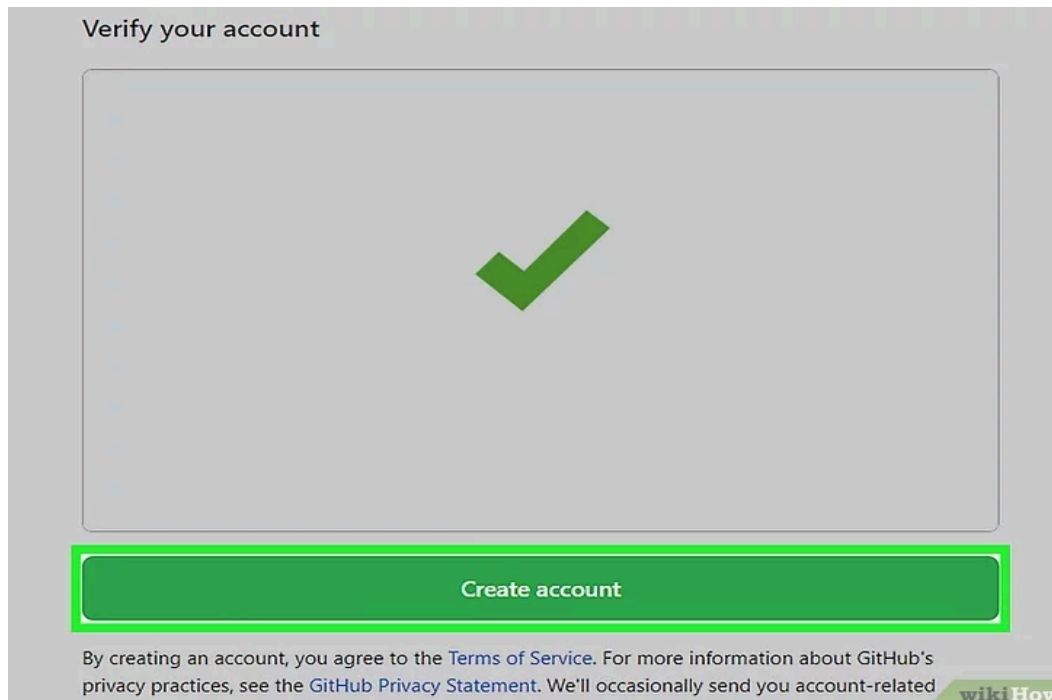 Verify your account
Create account
By creating an account, you agree to the Terms of Service. For more information about GitHub's
privacy practices, see the GitHub Privacy Statement. We'll occasionally send you account-related
wikiHow